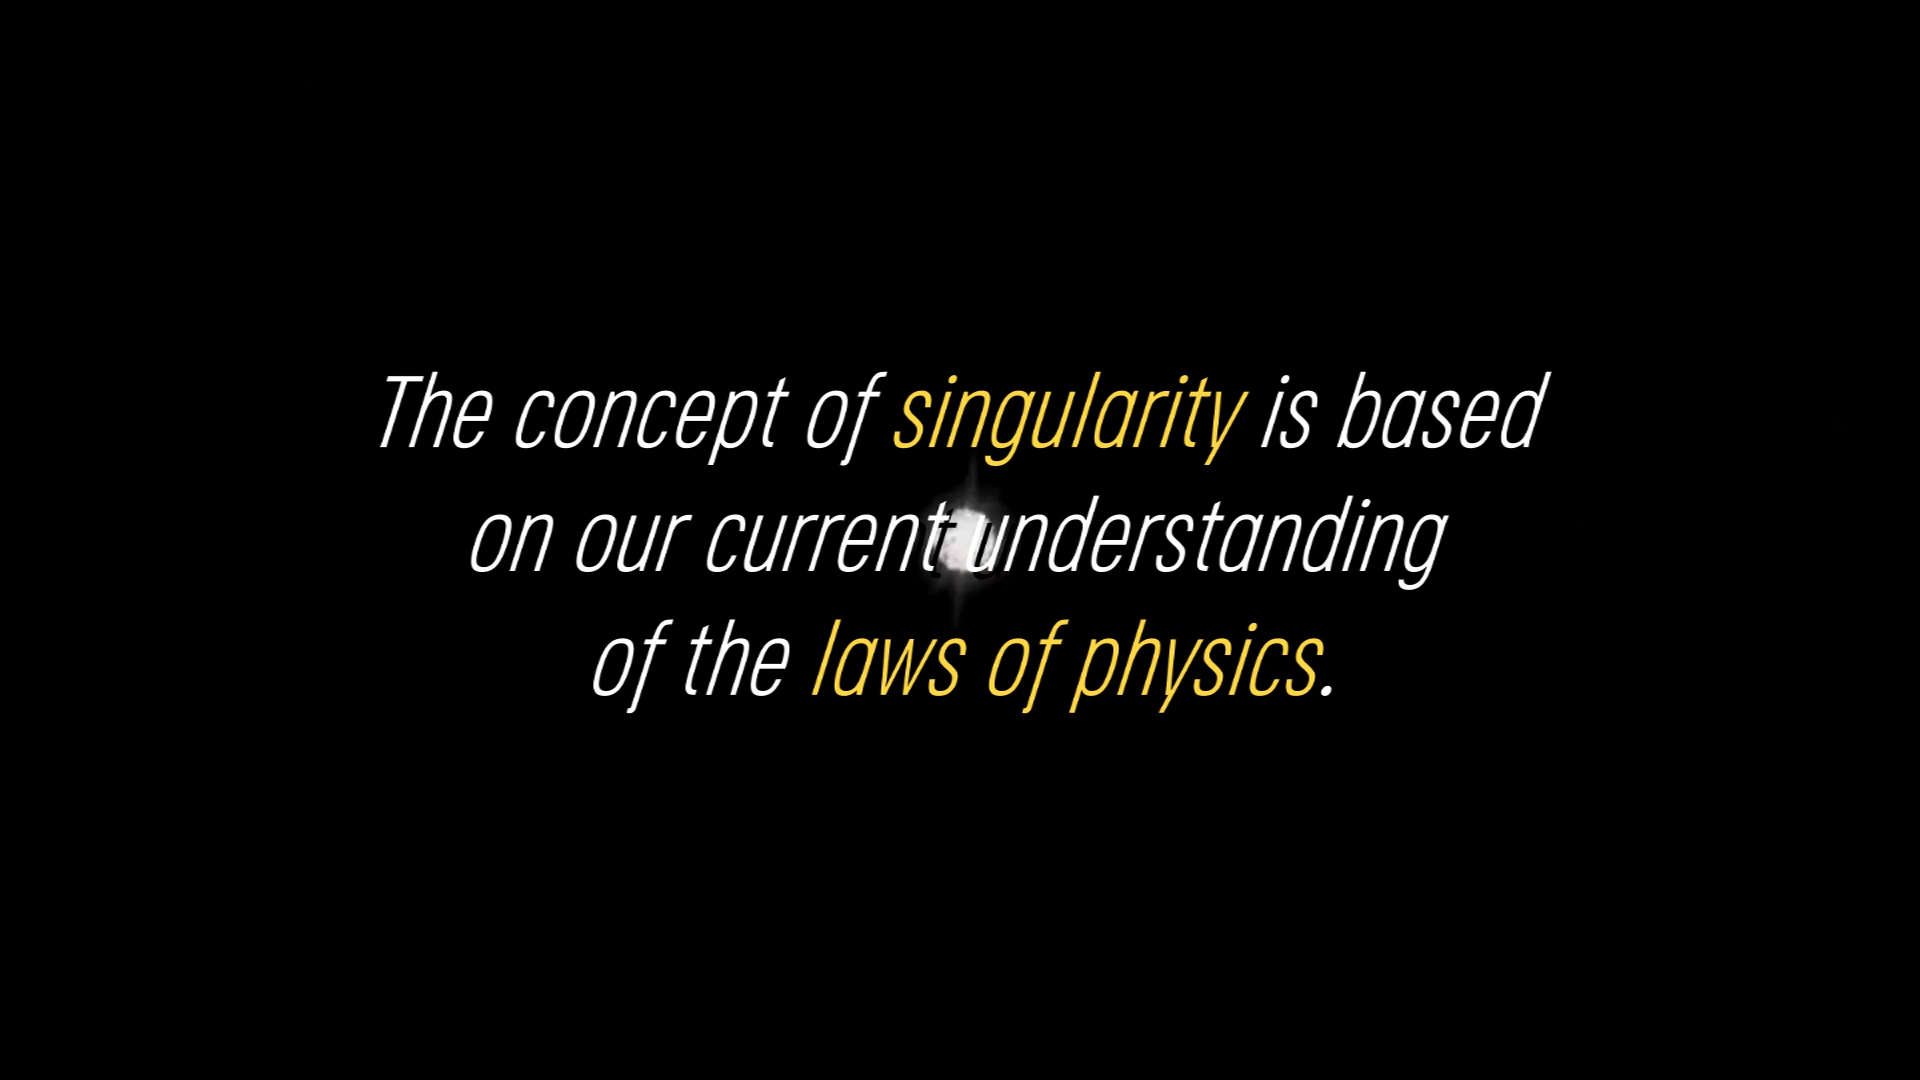 The concept of singularity is based
on our current understanding
of the laws of physics.